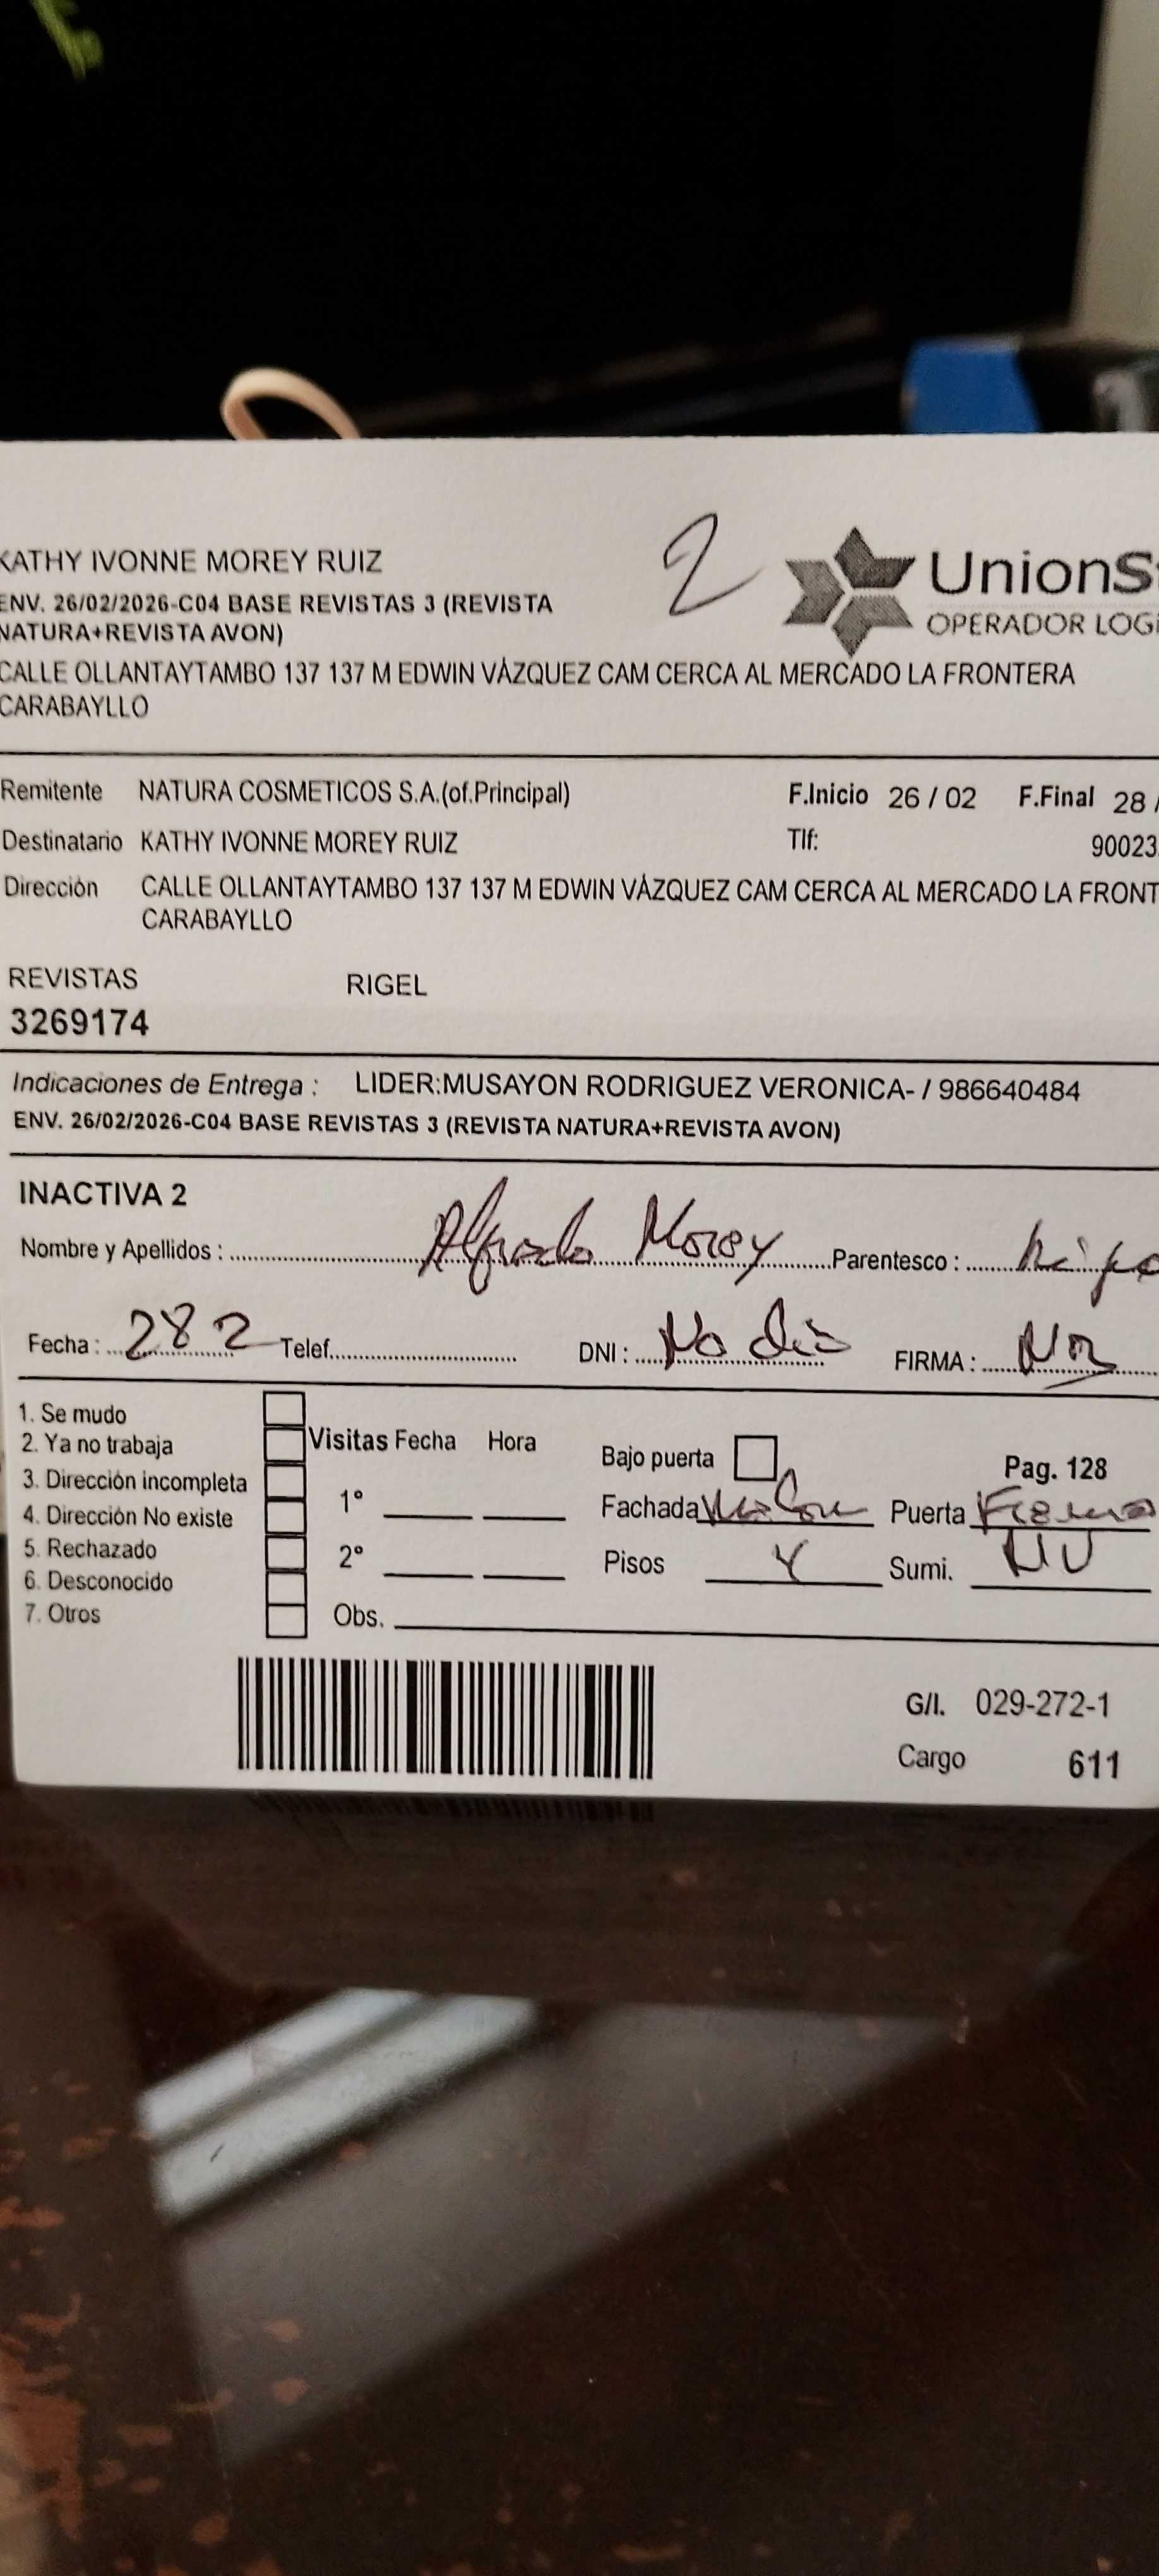 KATHY IVONNE MOREY RUIZ
2
UnionS
ENV. 26/02/2026-C04 BASE REVISTAS 3 (REVISTA
NATURA+REVISTA AVON)
OPERADOR LOGI
CALLE OLLANTAYTAMBO 137 137 M EDWIN VÁZQUEZ CAM CERCA AL MERCADO LA FRONTERA
CARABAYLLO
Remitente NATURA COSMETICOS S.A.(of.Principal) F.Inicio 26 / 02 F.Final 28 /
Destinatario KATHY IVONNE MOREY RUIZ Tlf: 90023
Dirección CALLE OLLANTAYTAMBO 137 137 M EDWIN VÁZQUEZ CAM CERCA AL MERCADO LA FRONT
CARABAYLLO
REVISTAS RIGEL
3269174
Indicaciones de Entrega : LIDER:MUSAYON RODRIGUEZ VERONICA- / 986640484
ENV. 26/02/2026-C04 BASE REVISTAS 3 (REVISTA NATURA+REVISTA AVON)
INACTIVA 2
Nombre y Apellidos : Alfredo Morey Parentesco :
Fecha : 282 Telef. DNI : No dio FIRMA :
1. Se mudo
2. Ya no trabaja Visitas Fecha Hora Bajo puerta
3. Dirección incompleta Pag. 128
4. Dirección No existe 1° Fachada Puerta
5. Rechazado 2° Pisos 4 Sumi.
6. Desconocido
7. Otros Obs.
G/I. 029-272-1
Cargo 611